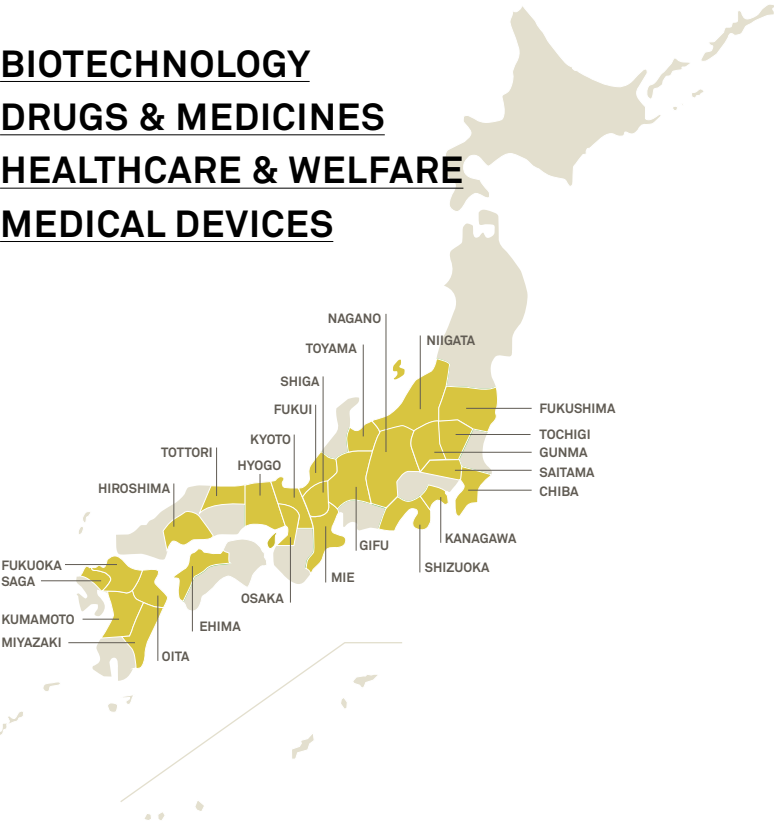 BIOTECHNOLOGY
DRUGS & MEDICINES
HEALTHCARE & WELFARE
MEDICAL DEVICES
NAGANO
NIIGATA
TOYAMA
SHIGA
FUKUI
KYOTO
TOTTORI
HYOGO
HIROSHIMA
FUKUSHIMA
TOCHIGI
GUNMA
SAITAMA
CHIBA
KANAGAWA
GIFU
SHIZUOKA
MIE
OSAKA
EHIMA
FUKUOKA
SAGA
KUMAMOTO
MIYAZAKI
OITA